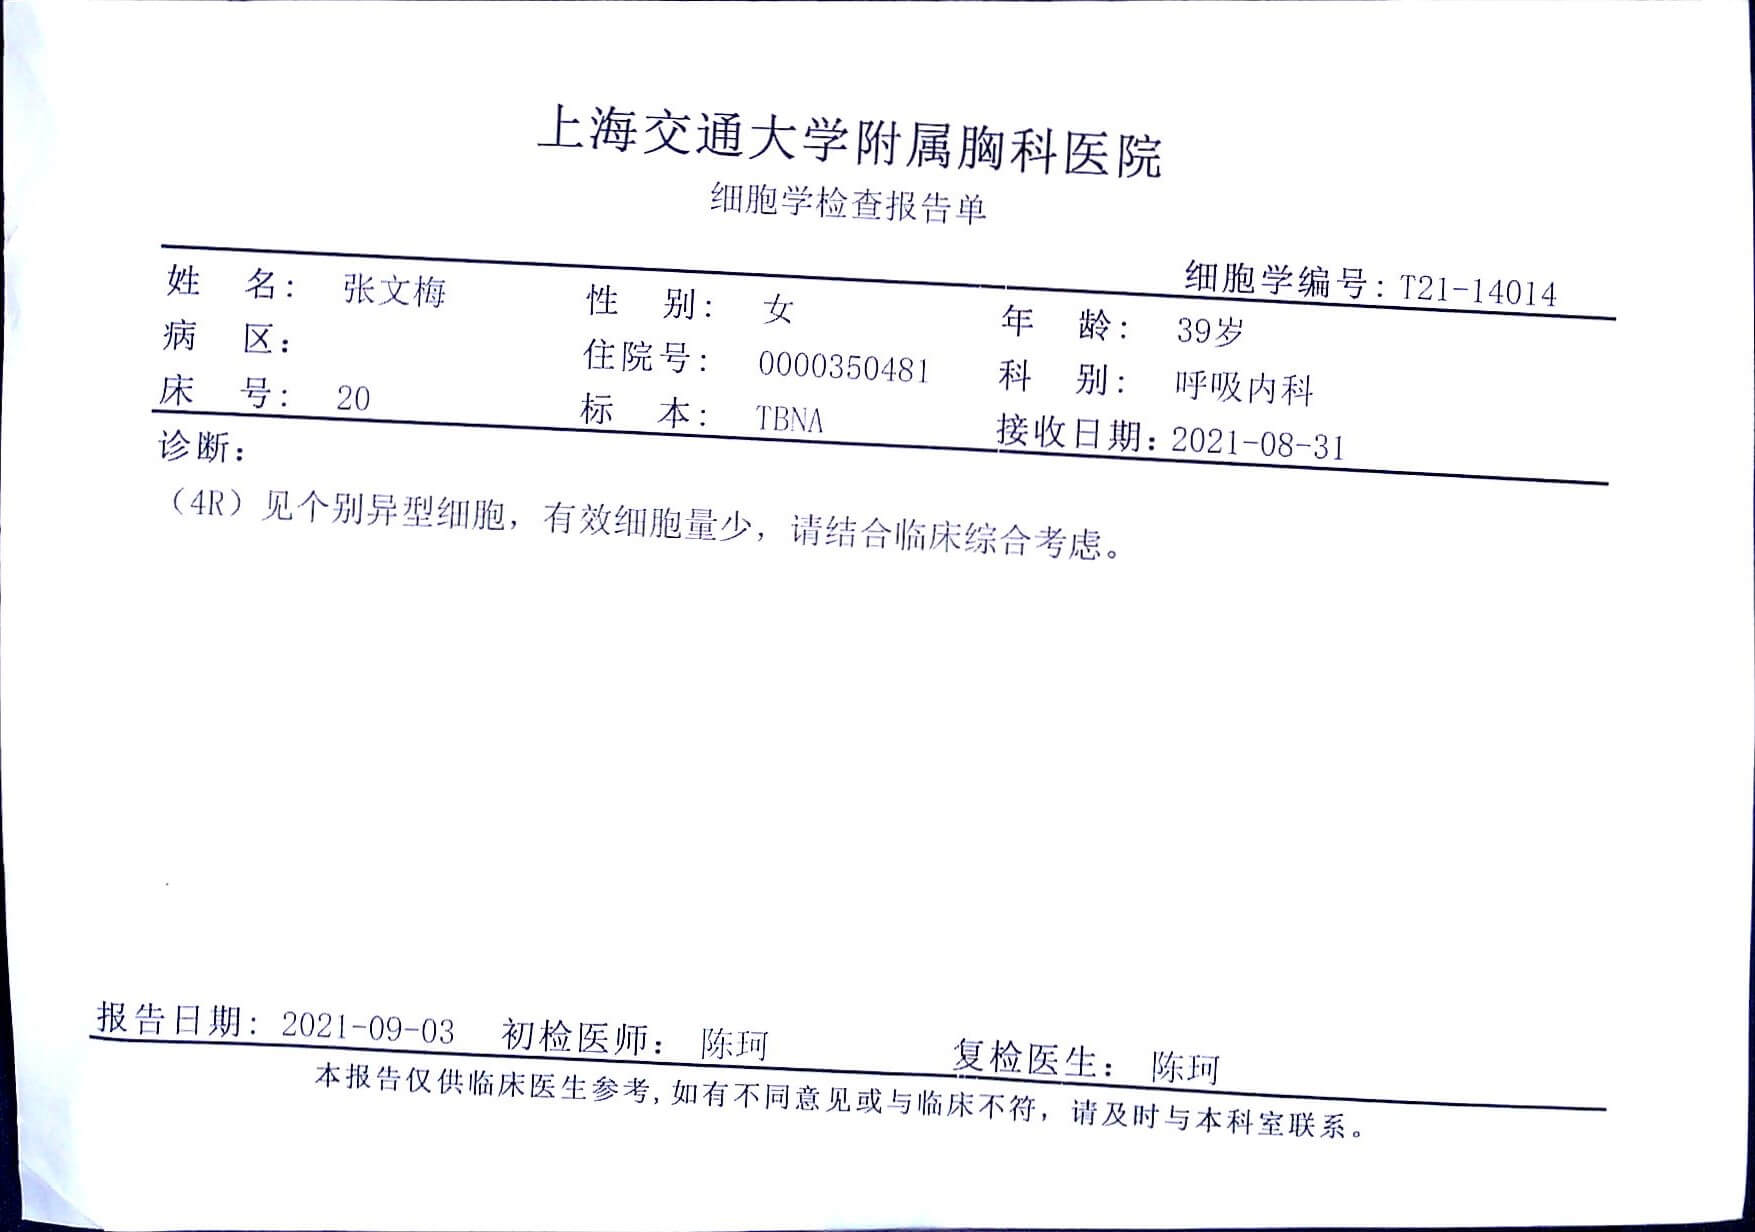 上海交通大学附属胸科医院
细胞学检查报告单
细胞学编号: T21-14014
姓 名: 张文梅 性 别: 女 年 龄: 39岁
病 区: 住院号: 0000350481 科 别: 呼吸内科
床 号: 20 标 本: TBNA 接收日期: 2021-08-31
诊断:
（4R）见个别异型细胞，有效细胞量少，请结合临床综合考虑。
报告日期: 2021-09-03 初检医师: 陈珂 复检医生: 陈珂
本报告仅供临床医生参考,如有不同意见或与临床不符，请及时与本科室联系。